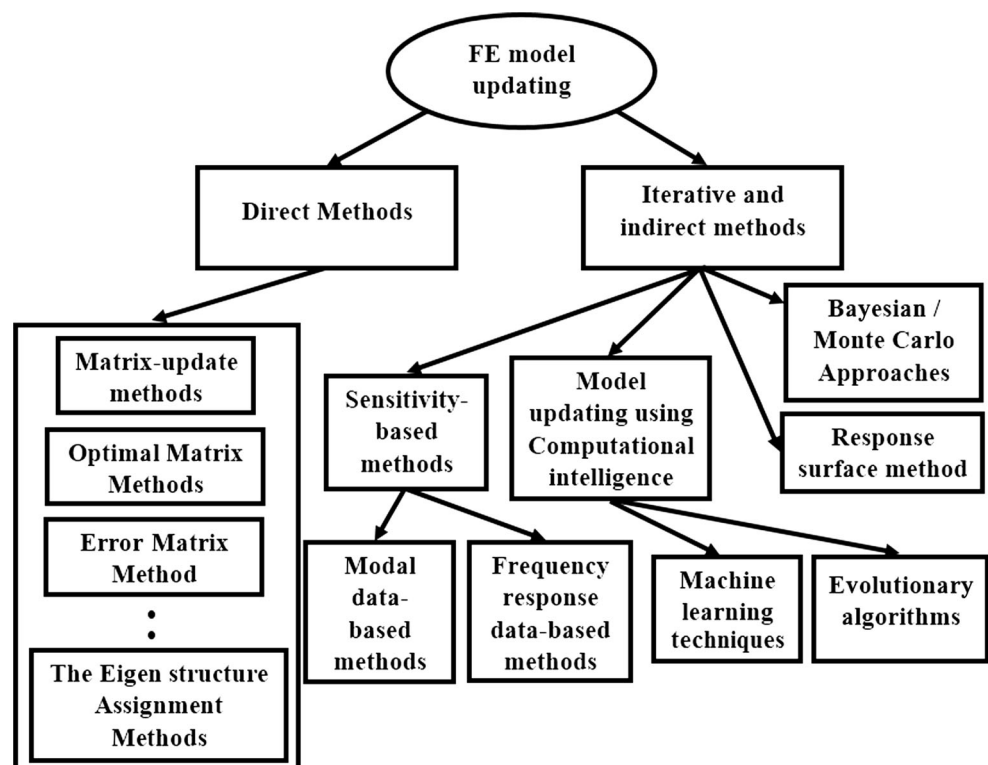 FE model
updating
Direct Methods
Iterative and
indirect methods
Matrix-update
methods
Optimal Matrix
Methods
Error Matrix
Method
The Eigen structure
Assignment
Methods
Sensitivity-
based
methods
Model
updating using
Computational
intelligence
Bayesian /
Monte Carlo
Approaches
Response
surface method
Modal
data-
based
methods
Frequency
response
data-based
methods
Machine
learning
techniques
Evolutionary
algorithms